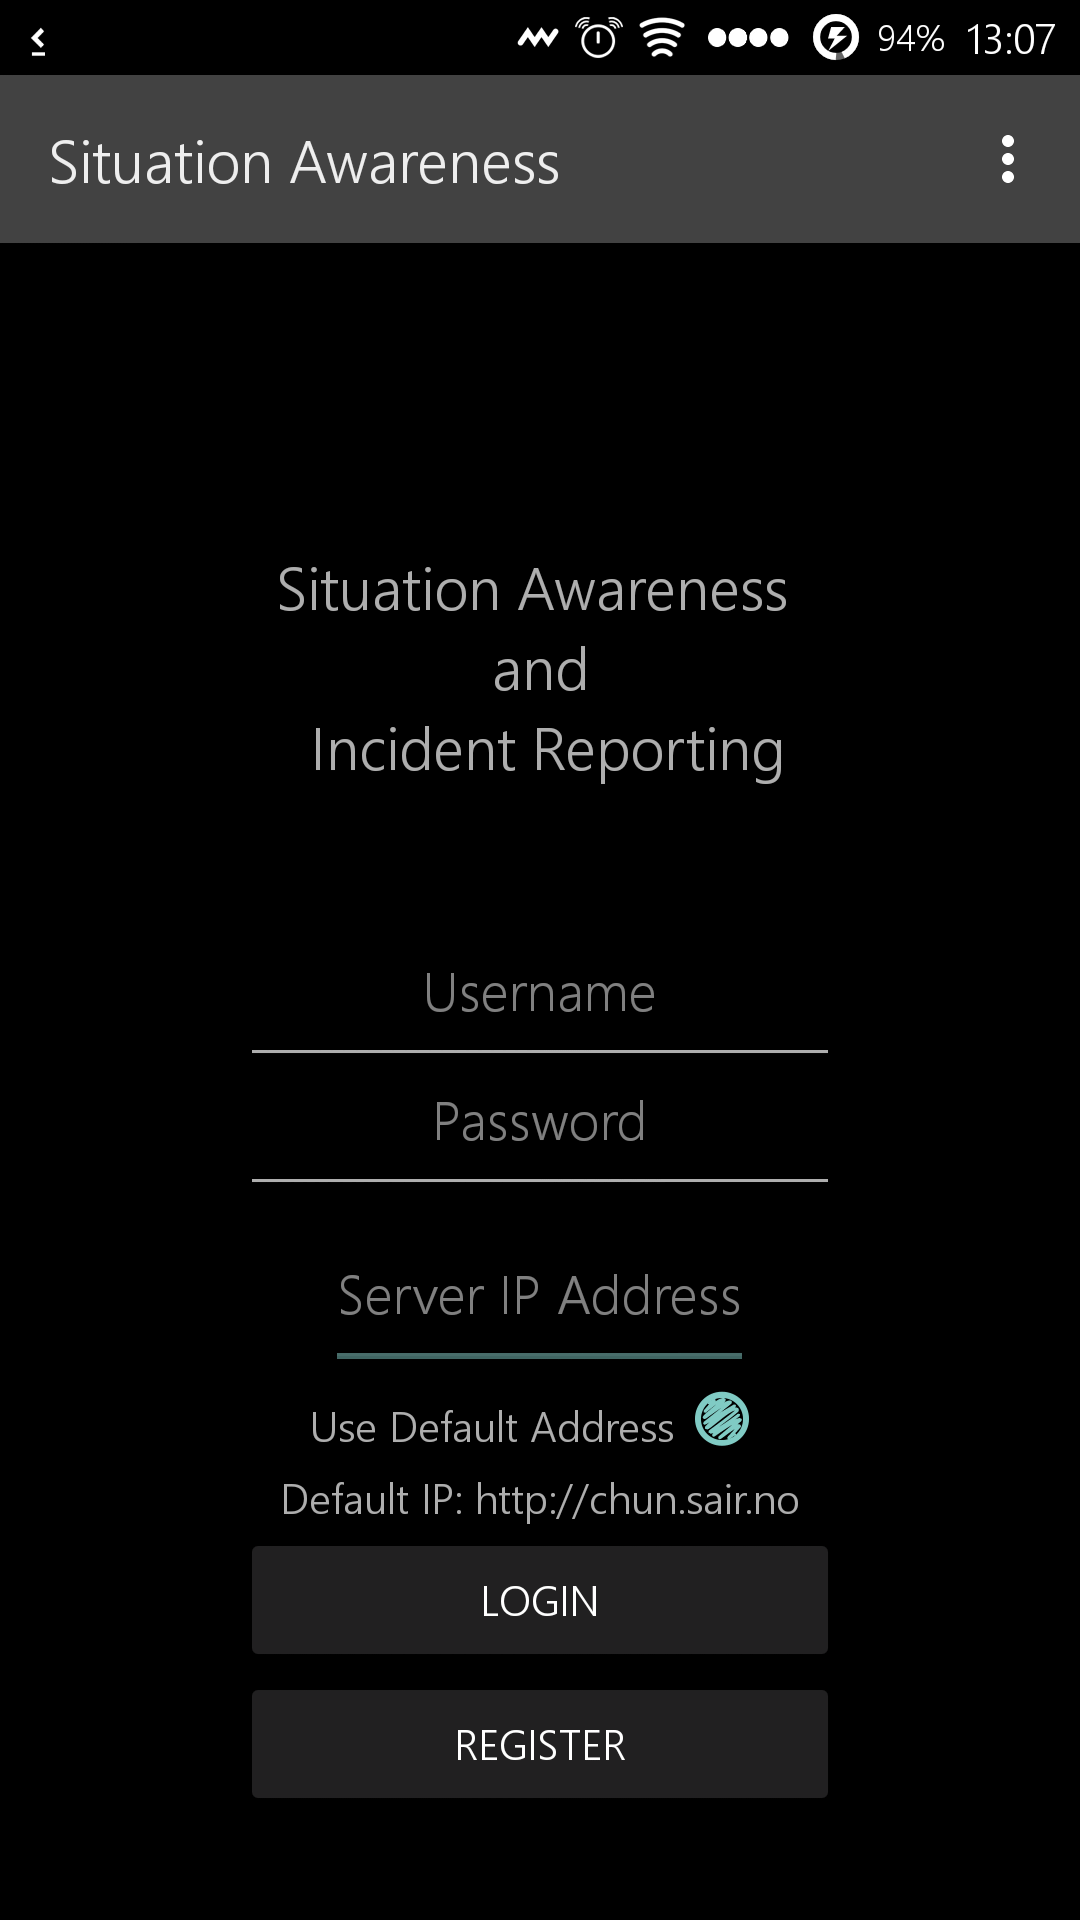 94% 13:07
Situation Awareness
Situation Awareness
and
Incident Reporting
Username
Password
Server IP Address
Use Default Address
Default IP: http://chun.sair.no
LOGIN
REGISTER